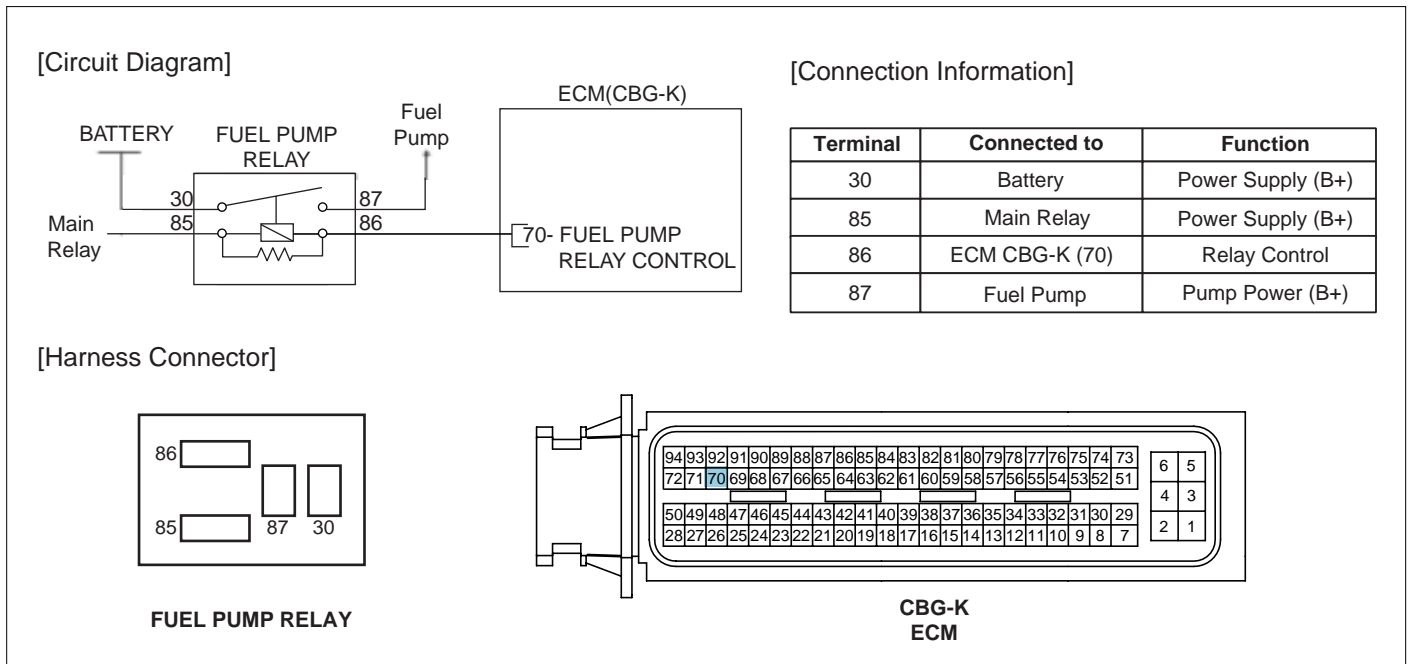 [Circuit Diagram]
BATTERY
FUEL PUMP
RELAY
Fuel
Pump
ECM(CBG-K)
30
87
Main
Relay
85
86
70- FUEL PUMP
RELAY CONTROL
[Connection Information]
Terminal Connected to Function
30 Battery Power Supply (B+)
85 Main Relay Power Supply (B+)
86 ECM CBG-K (70) Relay Control
87 Fuel Pump Pump Power (B+)
[Harness Connector]
86
85
87 30
FUEL PUMP RELAY
94 93 92 91 90 89 88 87 86 85 84 83 82 81 80 79 78 77 76 75 74 73
72 71 70 69 68 67 66 65 64 63 62 61 60 59 58 57 56 55 54 53 52 51
50 49 48 47 46 45 44 43 42 41 40 39 38 37 36 35 34 33 32 31 30 29
28 27 26 25 24 23 22 21 20 19 18 17 16 15 14 13 12 11 10 9 8 7
6 5
4 3
2 1
CBG-K
ECM